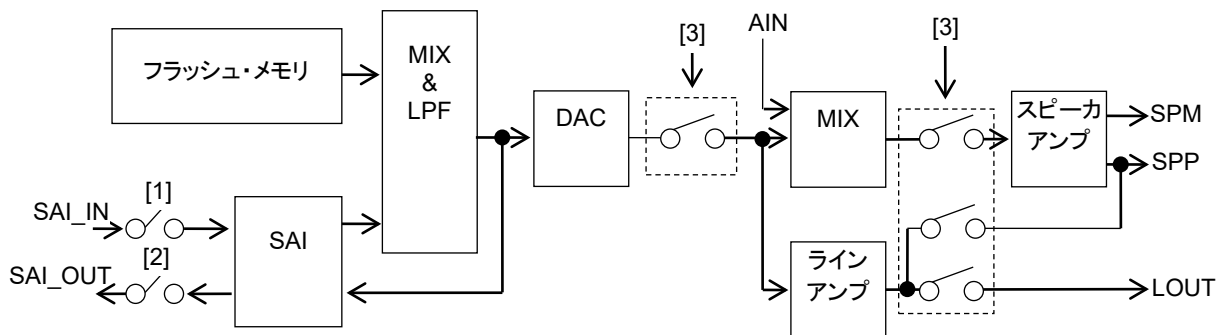 フラッシュ・メモリ
MIX
&
LPF
DAC
[3]
AIN
MIX
[3]
スピーカ
アンプ
SPM
SPP
SAI_IN
[1]
SAI
SAI_OUT
[2]
ライン
アンプ
LOUT